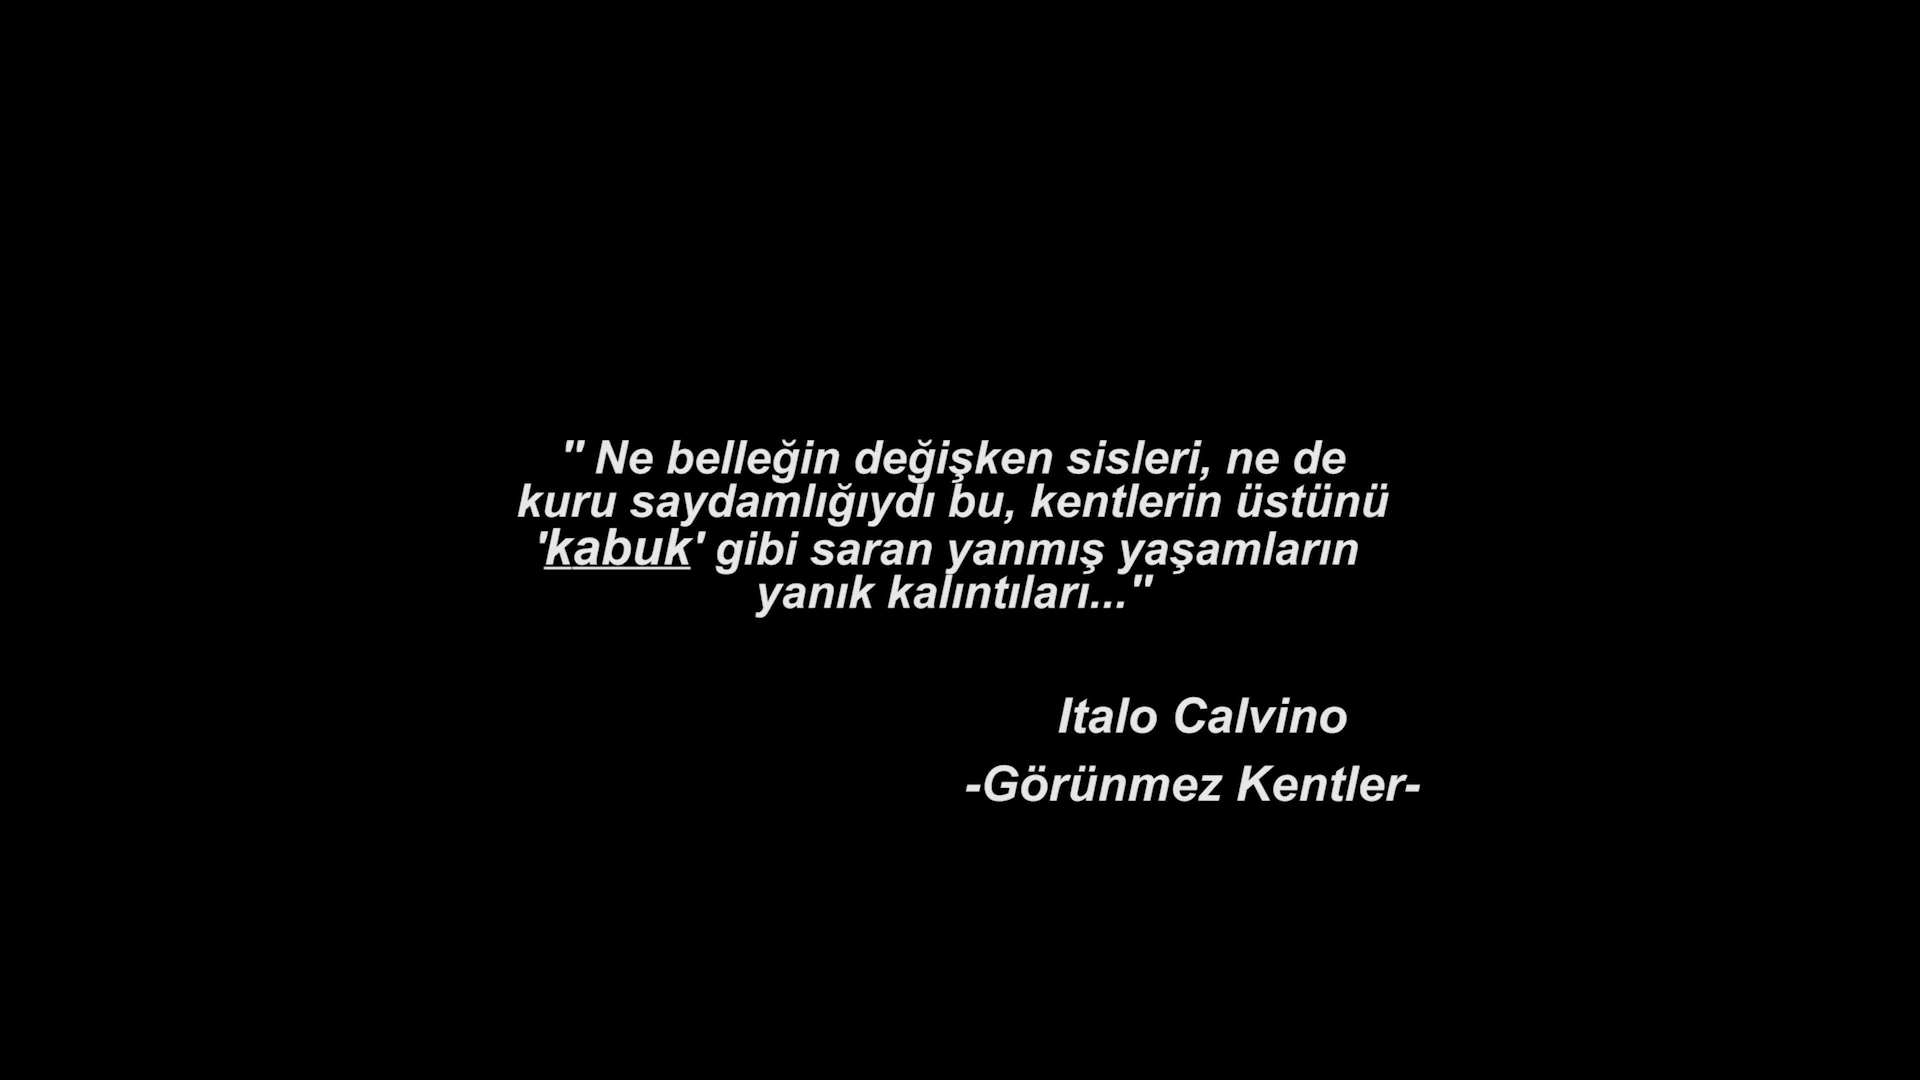 " Ne belleğin değişken sisleri, ne de
kuru saydamlığıydı bu, kentlerin üstünü
'kabuk' gibi saran yanmış yaşamların
yanık kalıntıları..."
Italo Calvino
-Görünmez Kentler-